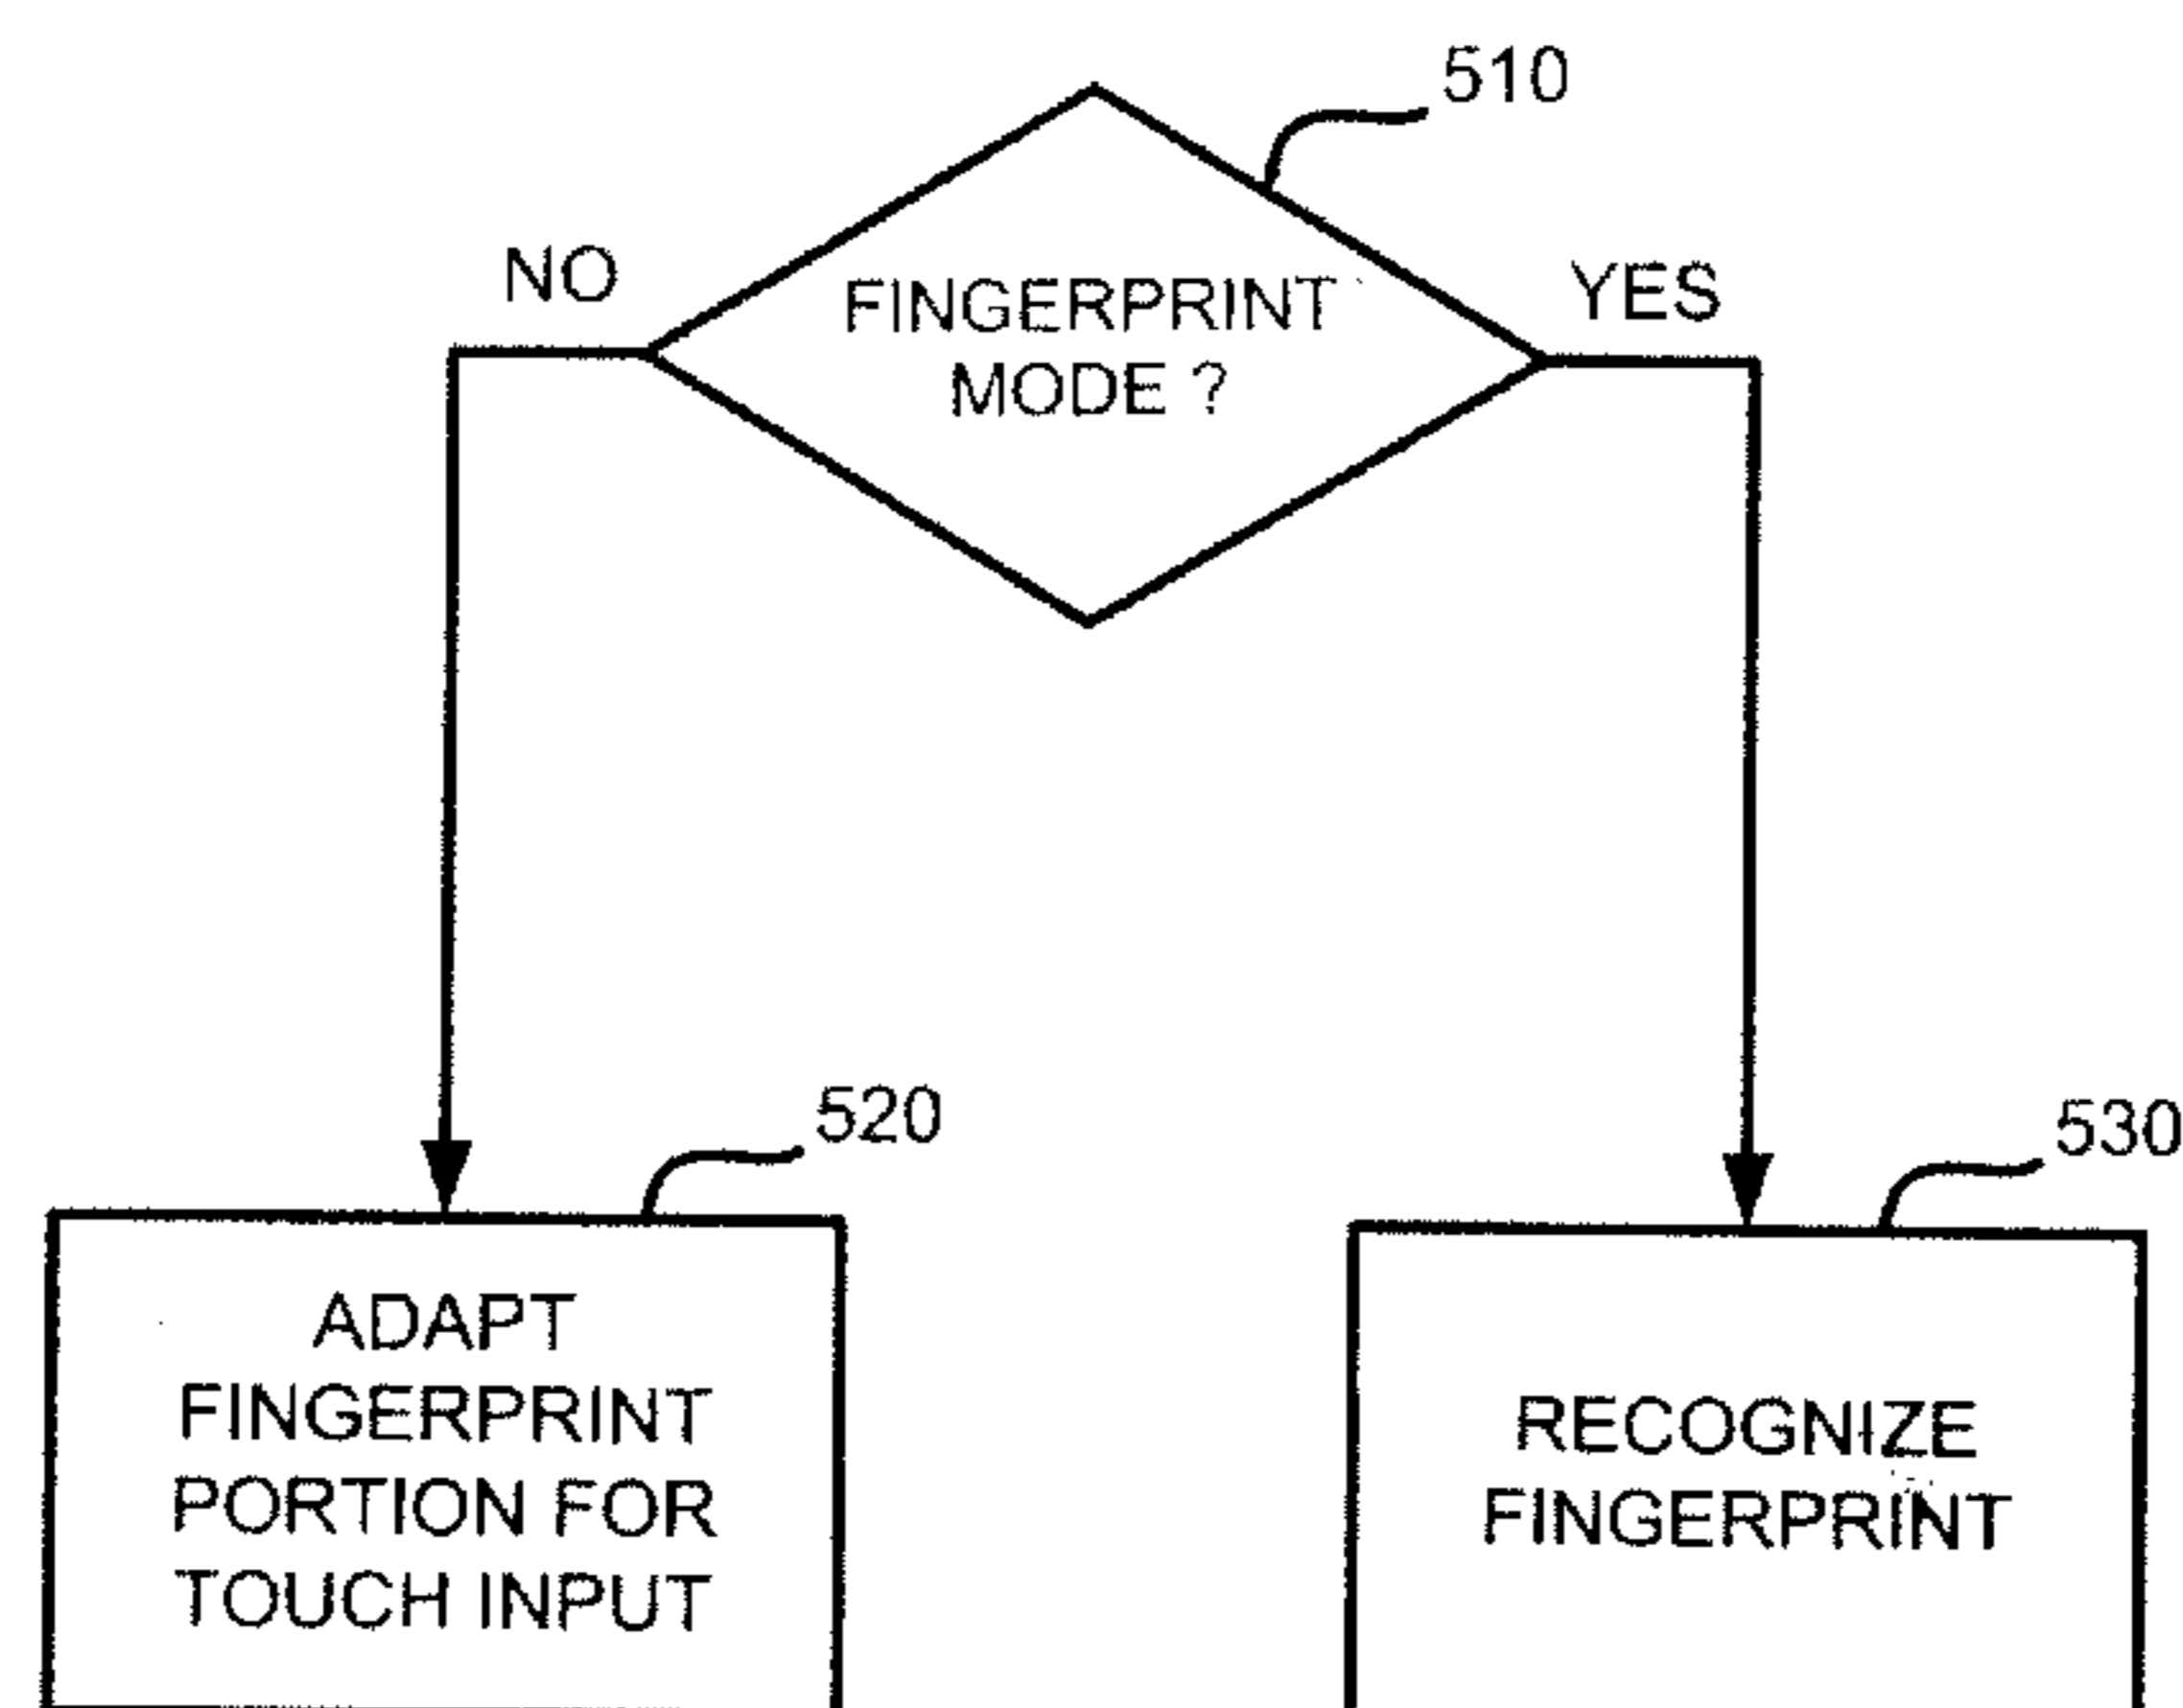 510
NO
YES
FINGERPRINT
MODE ?
520
530
ADAPT
FINGERPRINT
PORTION FOR
TOUCH INPUT
RECOGNIZE
FINGERPRINT